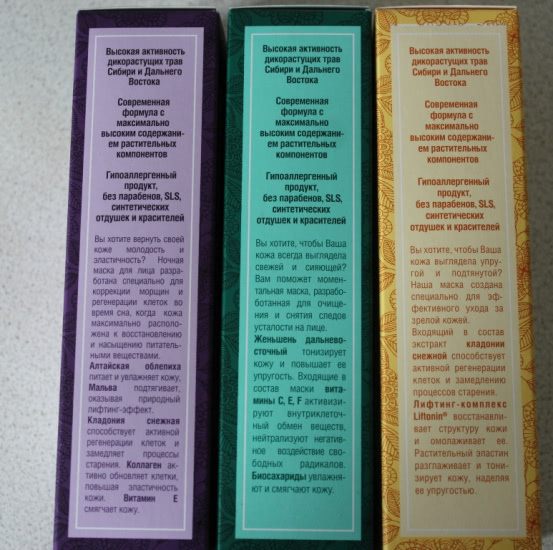 Высокая активность
дикорастущих трав
Сибири и Дальнего
Востока
Современная
формула с
максимально
высоким содержани-
ем растительных
компонентов
Гипоаллергенный
продукт,
без парабенов, SLS,
синтетических
отдушек и красителей
Вы хотите вернуть своей
коже молодость и
эластичность? Ночная
маска для лица разра-
ботана специально для
коррекции морщин и
регенерации клеток во
время сна, когда кожа
максимально располо-
жена к восстановлению
и насыщению питатель-
ными веществами.
Алтайская облепиха
питает и увлажняет кожу.
Мальва подтягивает,
оказывая природный
лифтинг-эффект.
Кладония снежная
способствует активной
регенерации клеток и
замедляет процессы
старения. Коллаген ак-
тивно обновляет клетки,
повышая эластичность
кожи. Витамин Е
смягчает кожу.
Высокая активность
дикорастущих трав
Сибири и Дальнего
Востока
Современная
формула с
максимально
высоким содержани-
ем растительных
компонентов
Гипоаллергенный
продукт,
без парабенов, SLS,
синтетических
отдушек и красителей
Вы хотите, чтобы Ваша
кожа всегда выглядела
свежей и сияющей?
Вам поможет момен-
тальная маска, разрабо-
танная для очище-
ния и снятия следов
усталости на лице.
Женьшень дальнево-
сточный тонизирует
кожу и повышает ее
упругость. Входящие в
состав маски вита-
мины С, Е, F активизи-
руют внутриклеточ-
ный обмен веществ,
нейтрализуют негатив-
ное воздействие сво-
бодных радикалов.
Биосахариды увлажня-
ют и смягчают кожу.
Высокая активность
дикорастущих трав
Сибири и Дальнего
Востока
Современная
формула с
максимально
высоким содержани-
ем растительных
компонентов
Гипоаллергенный
продукт,
без парабенов, SLS,
синтетических
отдушек и красителей
Вы хотите, чтобы Ваша
кожа выглядела упру-
гой и подтянутой?
Наша маска создана
специально для эф-
фективного ухода за
зрелой кожей.
Входящий в состав
экстракт кладонии
снежной способствует
активной регенерации
клеток и замедлению
процессов старения.
Лифтинг-комплекс
Liftonin® восстанавли-
вает структуру кожи
и омолаживает ее.
Растительный эластин
разглаживает и тони-
зирует кожу, наделяя
ее упругостью.